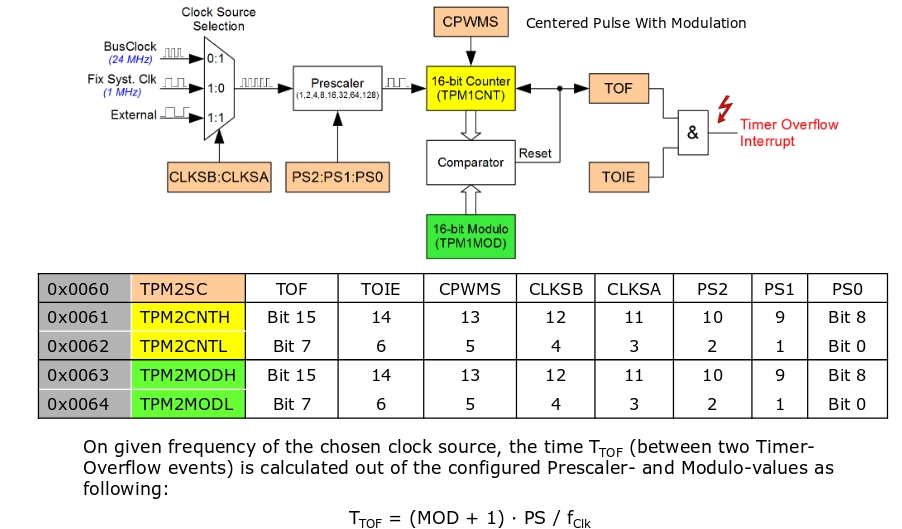 Clock Source
Selection
CPWMS
Centered Pulse With Modulation
BusClock
(24 MHz)
0:1
Fix Syst. Clk
(1 MHz)
1:0
External
1:1
Prescaler
(1,2,4,8,16,32,64,128)
16-bit Counter
(TPM1CNT)
TOF
&
Timer Overflow
Interrupt
Comparator
Reset
CLKSB:CLKSA
PS2:PS1:PS0
TOIE
16-bit Modulo
(TPM1MOD)
0x0060 TPM2SC TOF TOIE CPWMS CLKSB CLKSA PS2 PS1 PS0
0x0061 TPM2CNTH Bit 15 14 13 12 11 10 9 Bit 8
0x0062 TPM2CNTL Bit 7 6 5 4 3 2 1 Bit 0
0x0063 TPM2MODH Bit 15 14 13 12 11 10 9 Bit 8
0x0064 TPM2MODL Bit 7 6 5 4 3 2 1 Bit 0
On given frequency of the chosen clock source, the time TTOF (between two Timer-
Overflow events) is calculated out of the configured Prescaler- and Modulo-values as
following:
TTOF = (MOD + 1) · PS / fClk